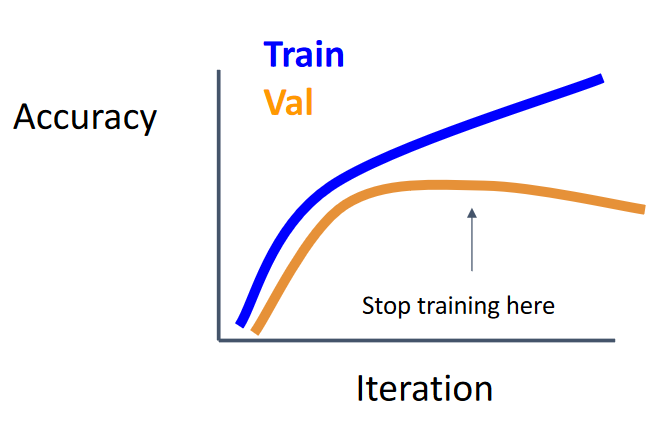 Train
Val
Accuracy
Stop training here
Iteration